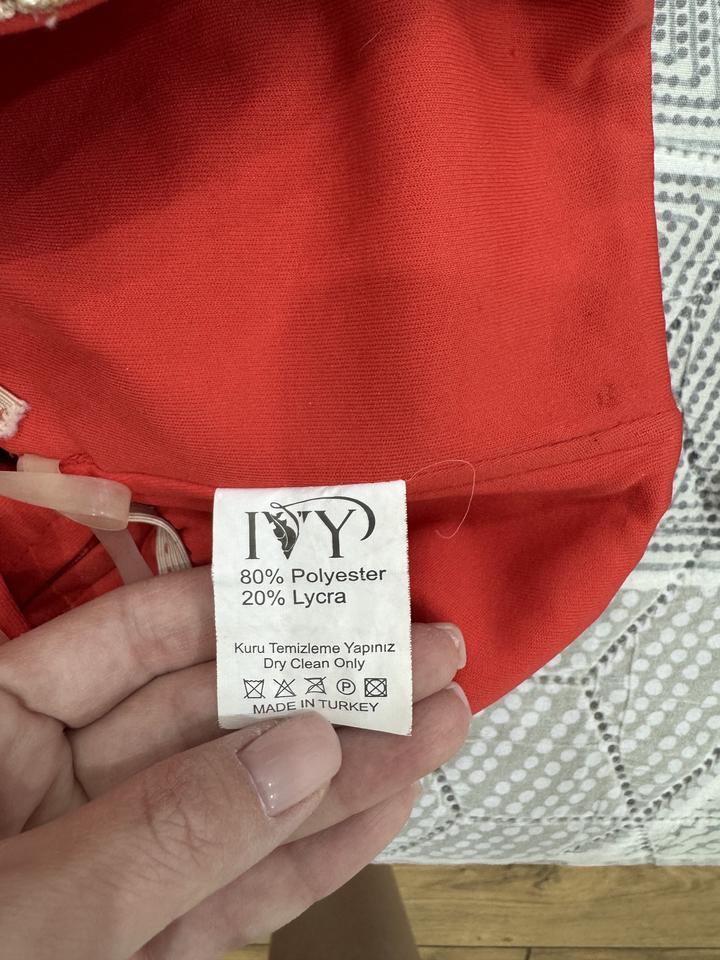 IVY
80% Polyester
20% Lycra
Kuru Temizleme Yapınız
Dry Clean Only
P
MADE IN TURKEY